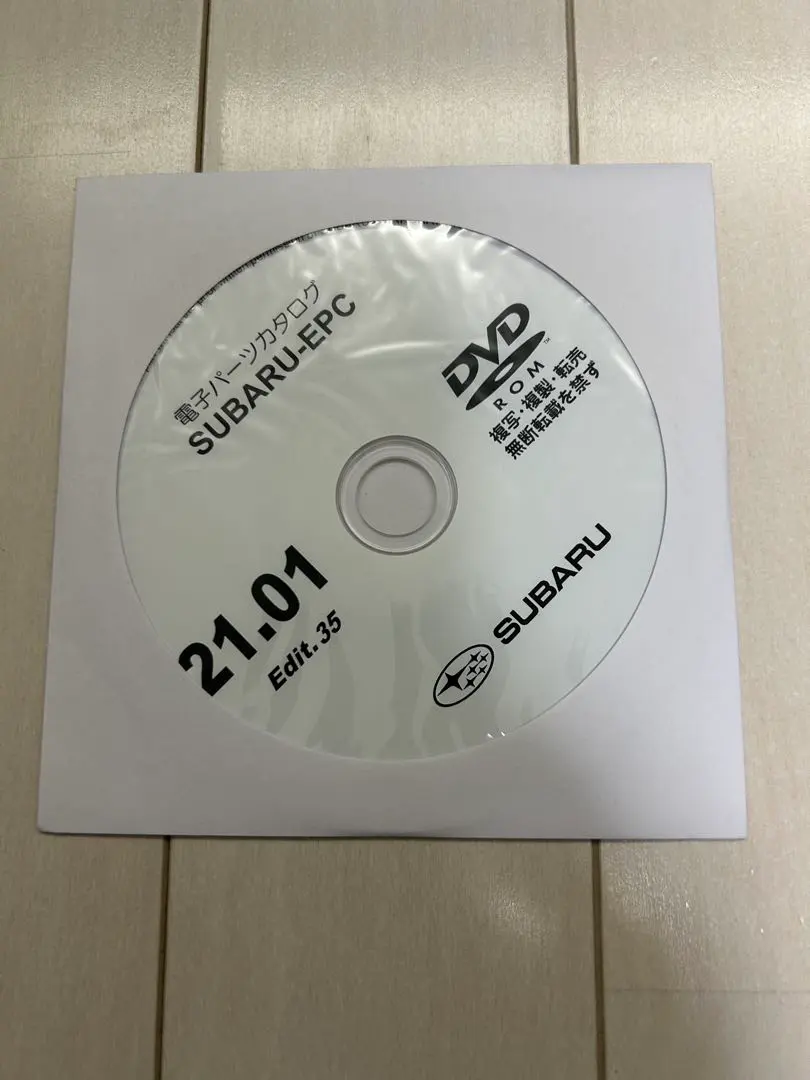 電子パーツカタログ
SUBARU-EPC
DVD
ROM
複写・複製・転売
無断転載を禁ず
21.01
Edit. 35
SUBARU